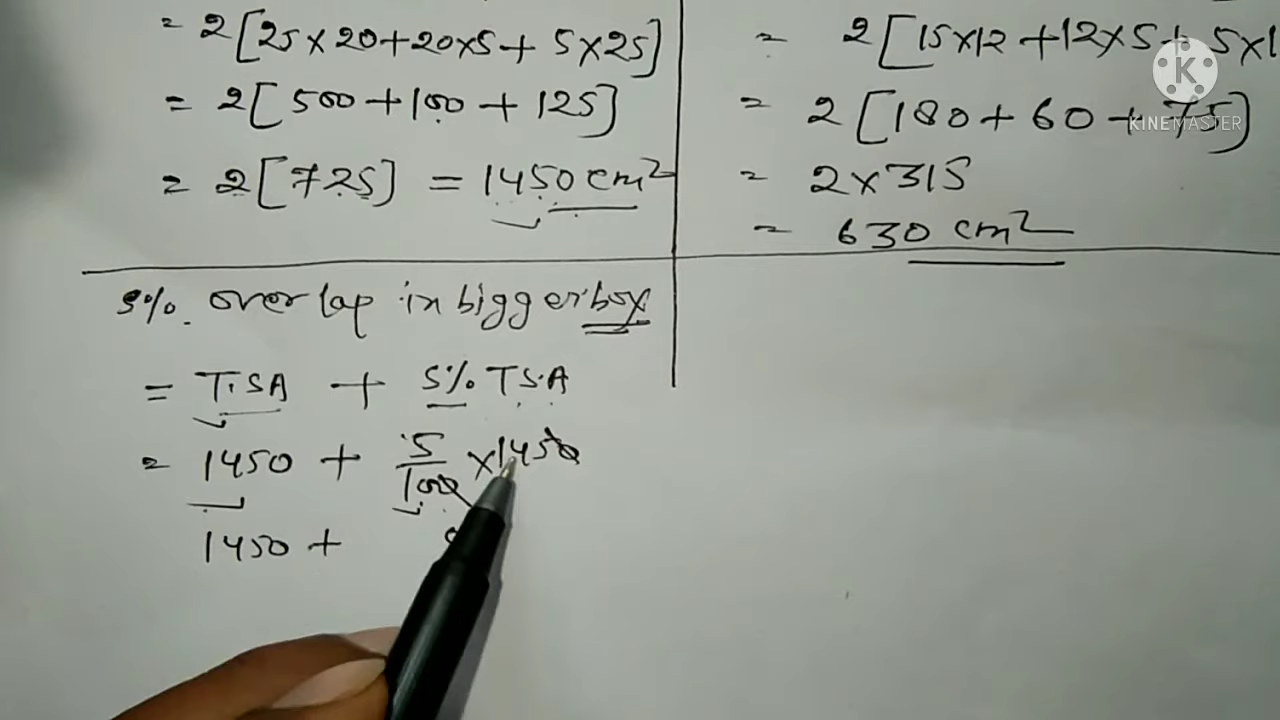 = 2[25×20+20×5+ 5×25]
= 2[500+100+125]
= 2[725] = 1450 cm²
= 2[15×12+12×5+5×1
= 2[180+60+75)
= 2×315
= 630 cm²
K
KINEMASTER
5%. overlap in bigger box
= T.SA + 5% TS.A
= 1450 + 5/100 ×1450
1450+